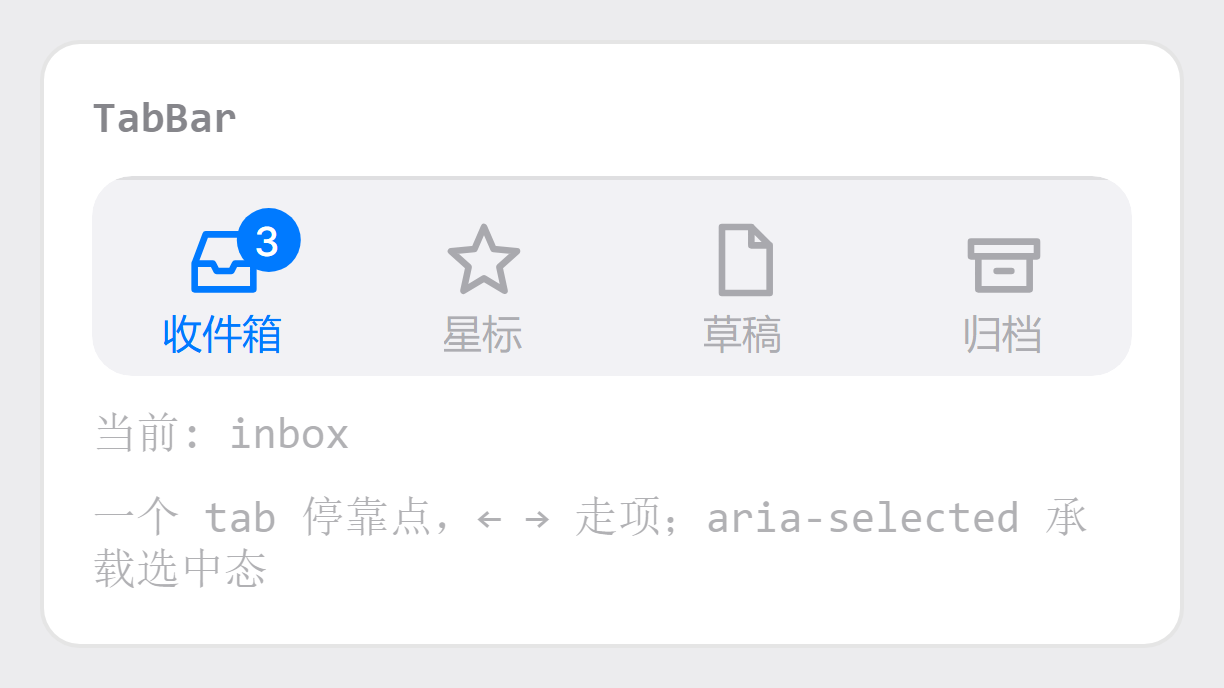 TabBar
3
收件箱 星标 草稿 归档
当前: inbox
一个 tab 停靠点，← → 走项；aria-selected 承
载选中态